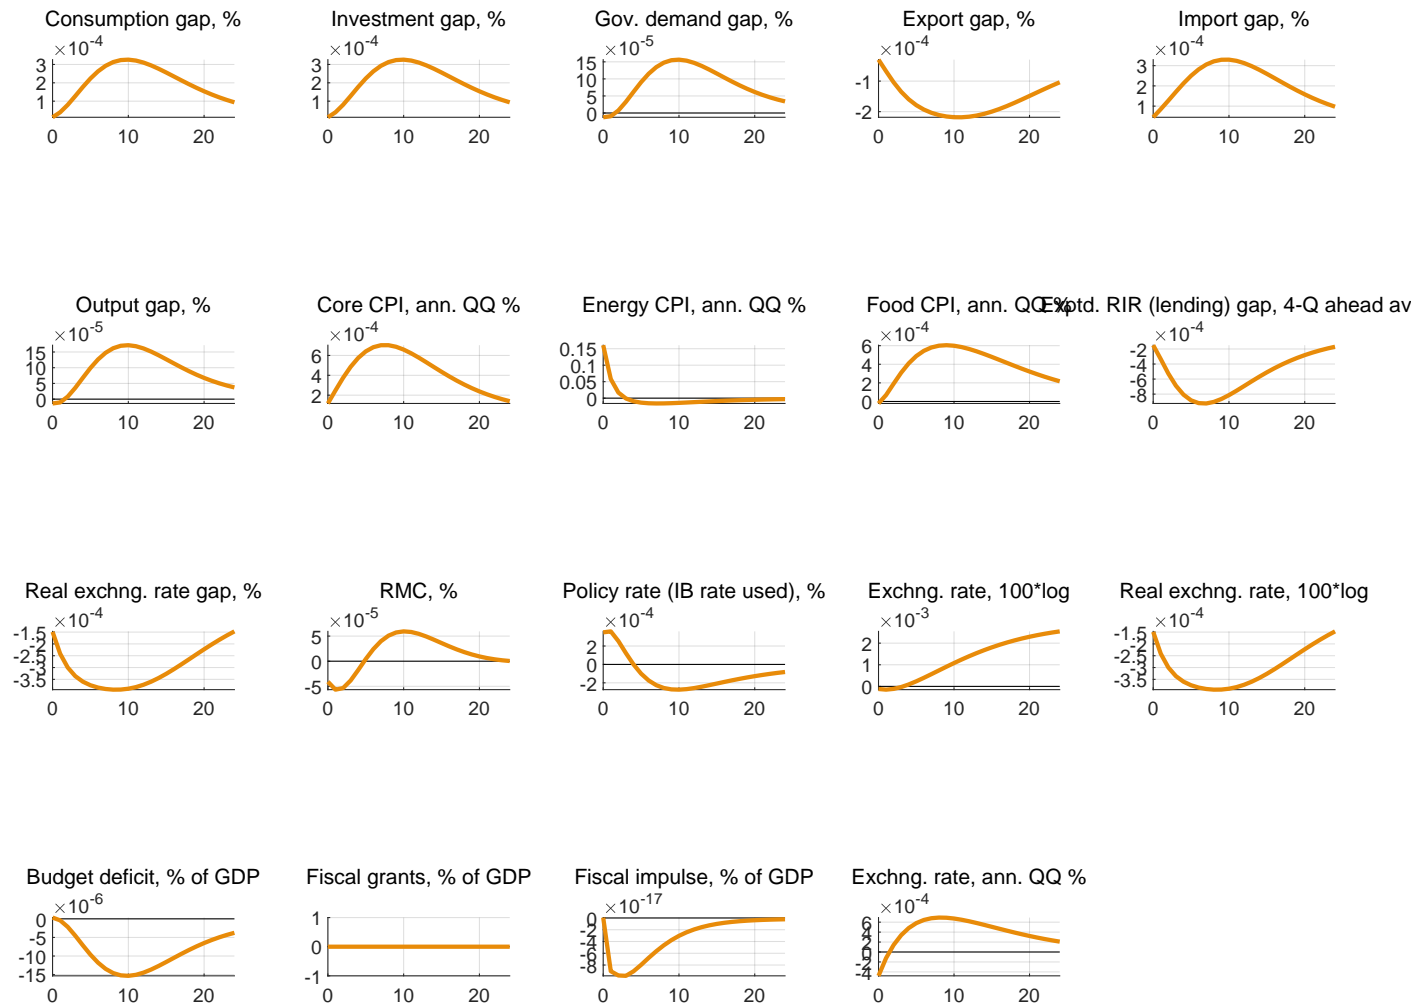 Consumption gap, %
×10-4
3
2
1
0 10 20
Investment gap, %
×10-4
3
2
1
0 10 20
Gov. demand gap, %
×10-5
15
10
5
0
0 10 20
Export gap, %
×10-4
-1
-2
0 10 20
Import gap, %
×10-4
3
2
1
0 10 20
Output gap, %
×10-5
15
10
5
0
0 10 20
Core CPI, ann. QQ %
×10-4
6
4
2
0 10 20
Energy CPI, ann. QQ %
0.15
0.1
0.05
0
0 10 20
Food CPI, ann. QQ %
×10-4
6
4
2
0
0 10 20
RIR (lending) gap, 4-Q ahead av
×10-4
-2
-4
-6
-8
0 10 20
Real exchng. rate gap, %
×10-4
-1.5
-2
-2.5
-3
-3.5
0 10 20
RMC, %
×10-5
5
0
-5
0 10 20
Policy rate (IB rate used), %
×10-4
2
0
-2
0 10 20
Exchng. rate, 100*log
×10-3
2
1
0
0 10 20
Real exchng. rate, 100*log
×10-4
-1.5
-2
-2.5
-3
-3.5
0 10 20
Budget deficit, % of GDP
×10-6
0
-5
-10
-15
0 10 20
Fiscal grants, % of GDP
1
0
-1
0 10 20
Fiscal impulse, % of GDP
×10-17
0
-2
-4
-6
-8
0 10 20
Exchng. rate, ann. QQ %
×10-4
6
4
2
0
-2
-4
0 10 20